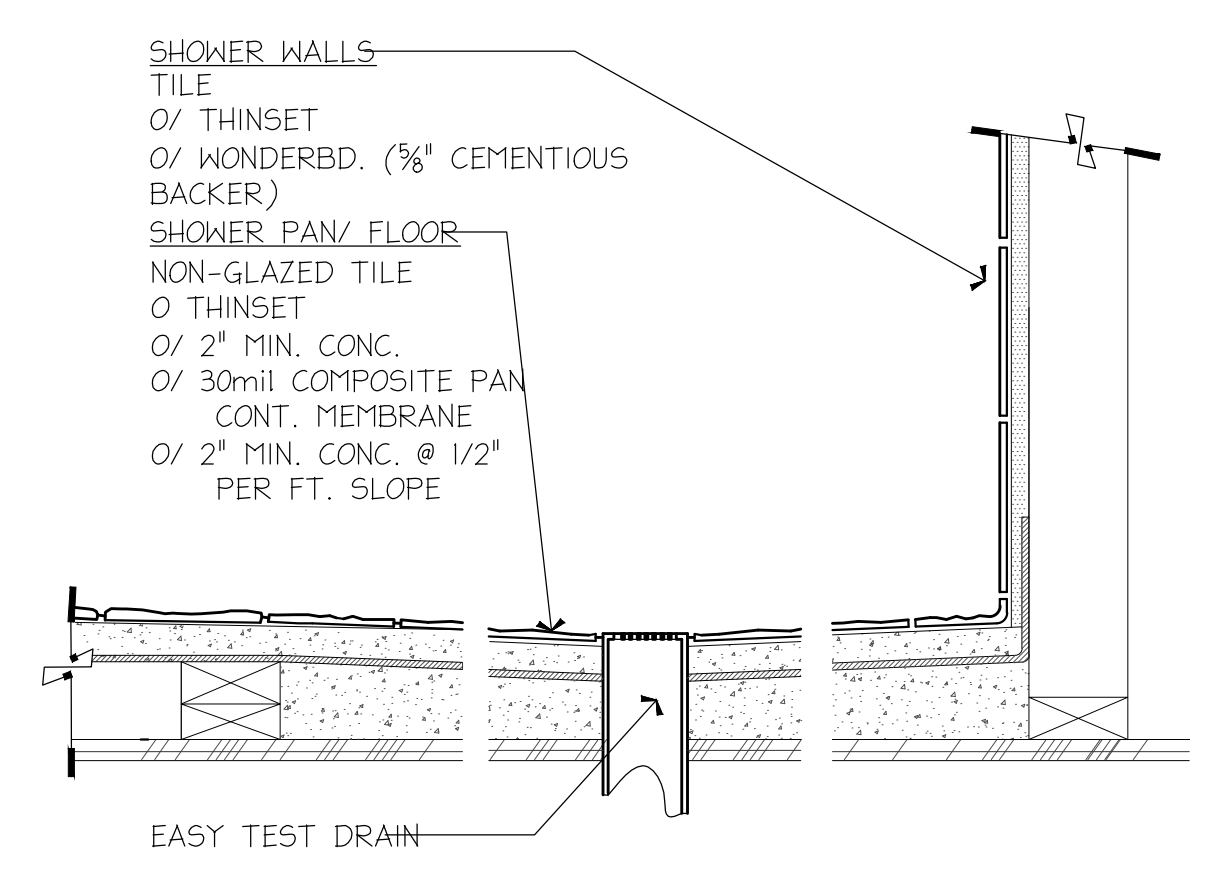 SHOWER WALLS
TILE
O/ THINSET
O/ WONDERBD. (⅝" CEMENTIOUS
BACKER)
SHOWER PAN/ FLOOR
NON-GLAZED TILE
O THINSET
O/ 2" MIN. CONC.
O/ 30mil COMPOSITE PAN
CONT. MEMBRANE
O/ 2" MIN. CONC. @ 1/2"
PER FT. SLOPE
EASY TEST DRAIN